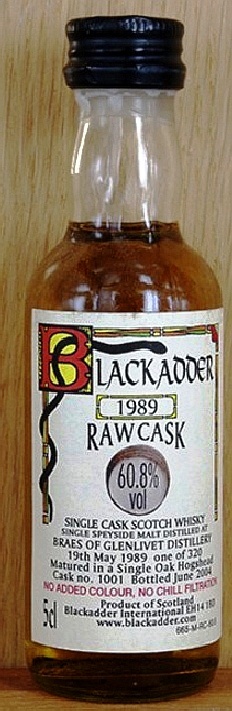 BLACKADDER
1989
RAW CASK
60.8%
vol
SINGLE CASK SCOTCH WHISKY
SINGLE SPEYSIDE MALT DISTILLED AT
BRAES OF GLENLIVET DISTILLERY
19th May 1989 one of 320
Matured in a Single Oak Hogshead
Cask no. 1001 Bottled June 2004
NO ADDED COLOUR, NO CHILL FILTRATION
Product of Scotland
5cl
Blackadder International EH14 1BD
www.blackadder.com